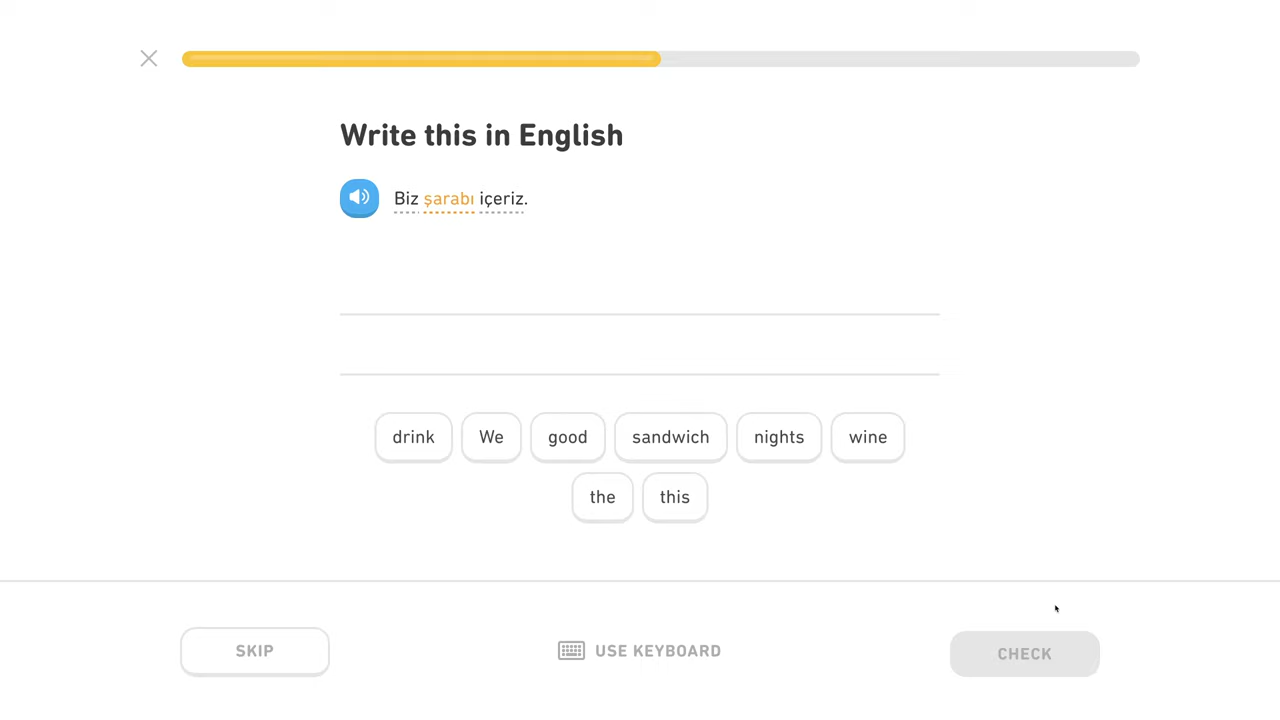 Write this in English
Biz şarabı içeriz.
drink We good sandwich nights wine
the this
SKIP USE KEYBOARD CHECK